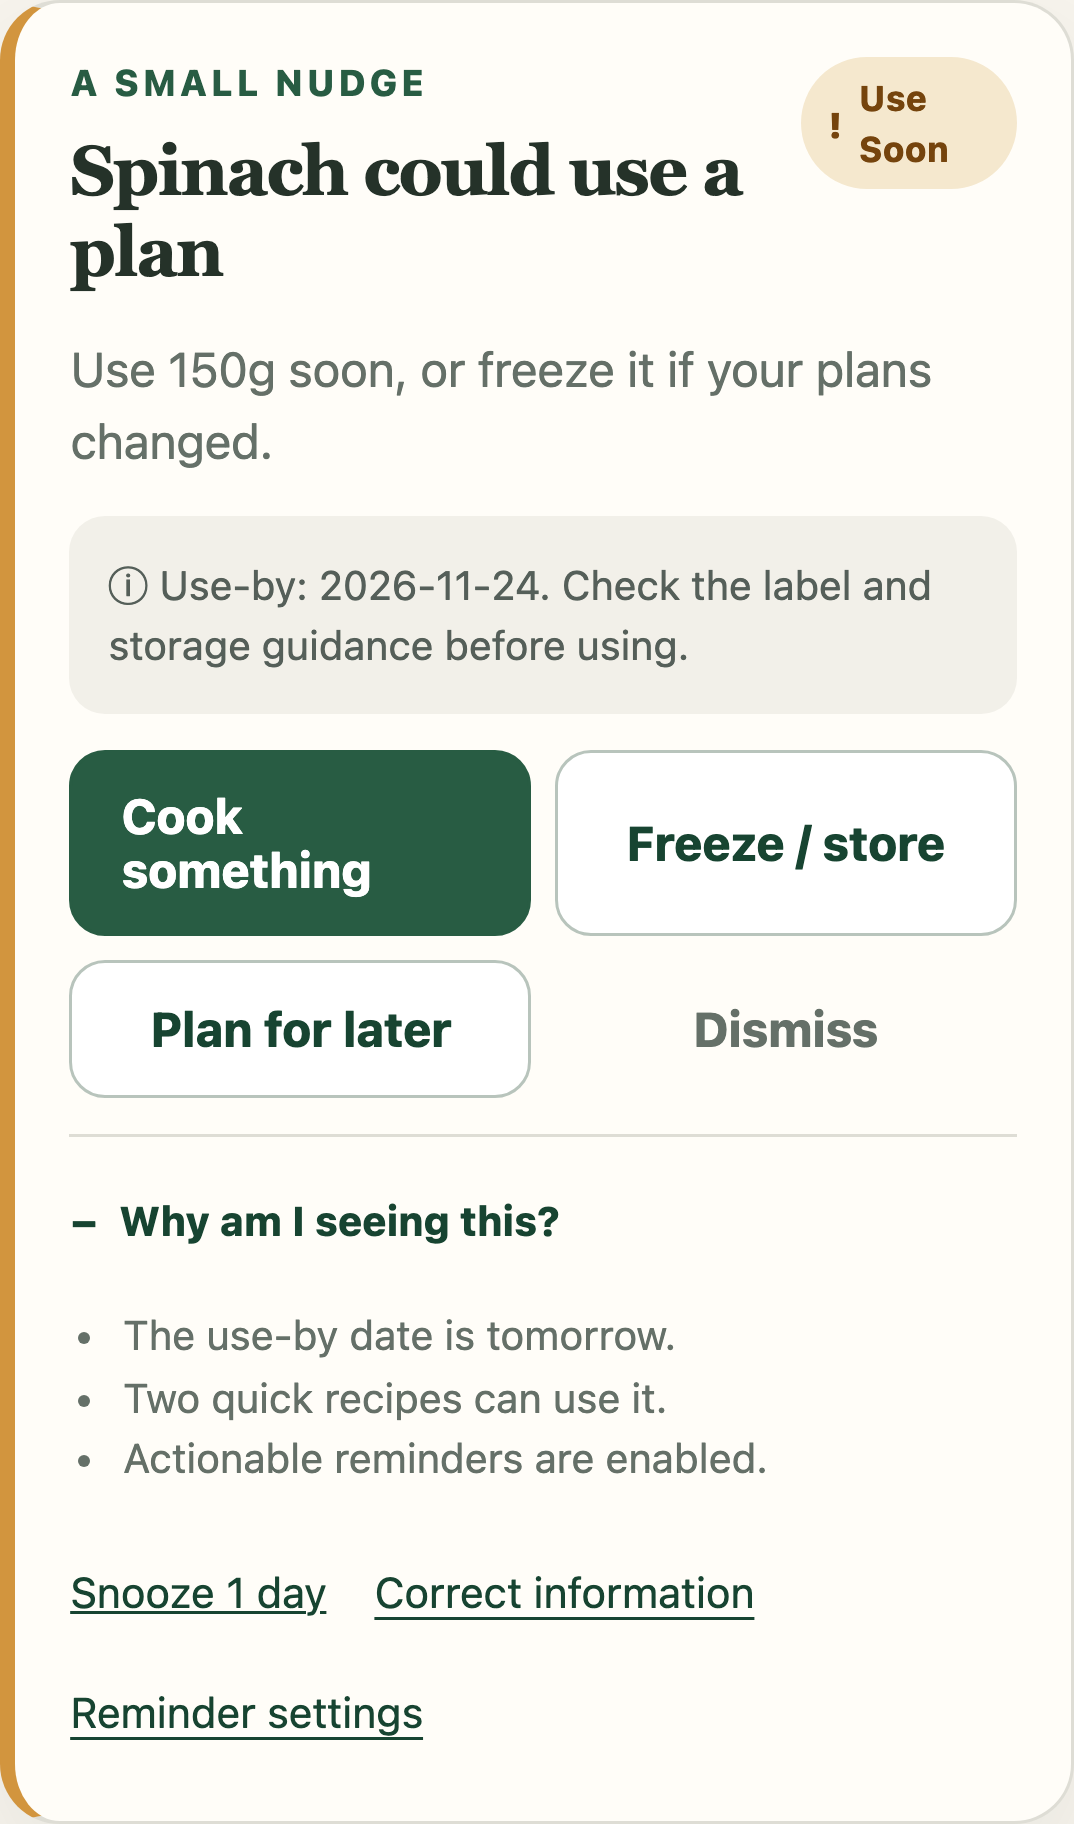 A SMALL NUDGE
! Use
Soon
Spinach could use a
plan
Use 150g soon, or freeze it if your plans
changed.
ⓘ Use-by: 2026-11-24. Check the label and
storage guidance before using.
Cook
something
Freeze / store
Plan for later
Dismiss
– Why am I seeing this?
• The use-by date is tomorrow.
• Two quick recipes can use it.
• Actionable reminders are enabled.
Snooze 1 day Correct information
Reminder settings